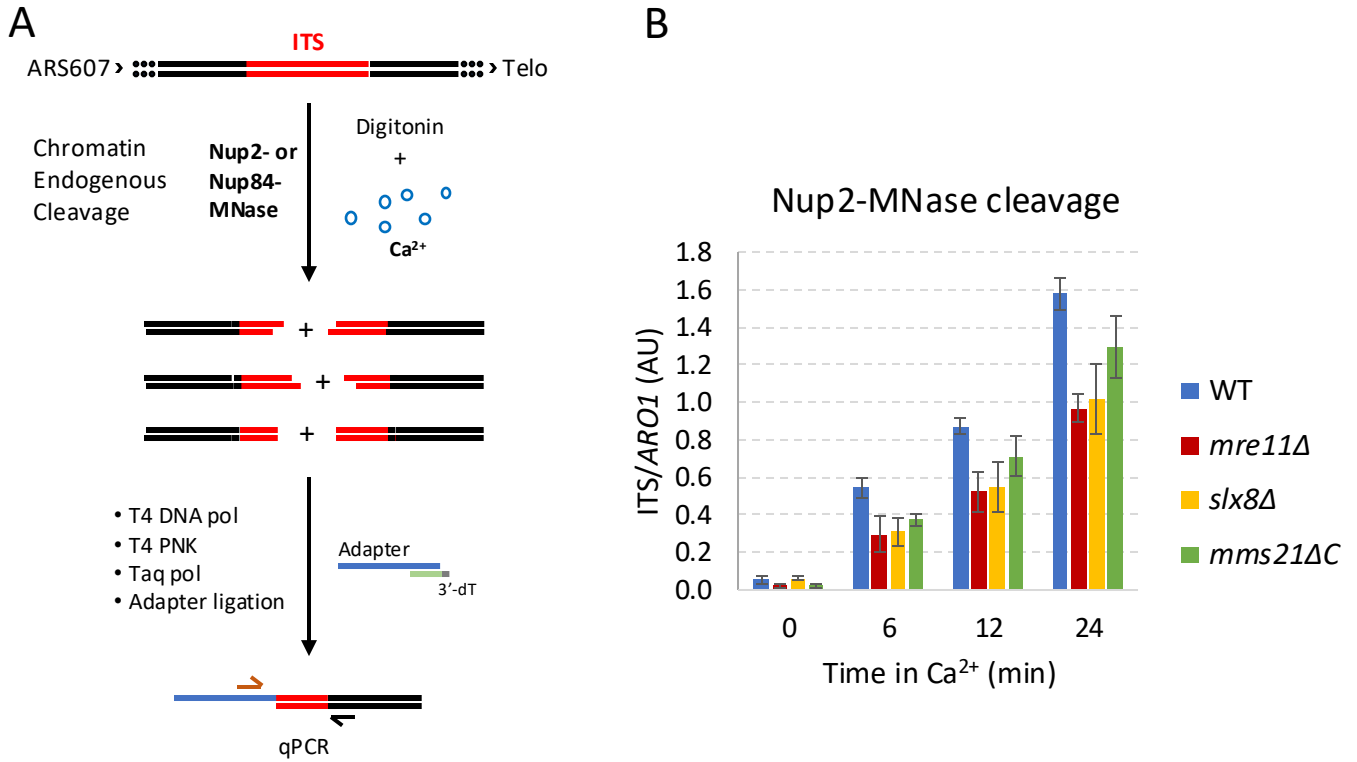 A
ITS
ARS607
Telo
Chromatin
Endogenous
Cleavage
Nup2- or
Nup84-
MNase
Digitonin
+
Ca²⁺
+
+
+
• T4 DNA pol
• T4 PNK
• Taq pol
• Adapter ligation
Adapter
3'-dT
qPCR
B
Nup2-MNase cleavage
ITS/ARO1 (AU)
1.8
1.6
1.4
1.2
1.0
0.8
0.6
0.4
0.2
0.0
0 6 12 24
Time in Ca²⁺ (min)
WT
mre11Δ
slx8Δ
mms21ΔC